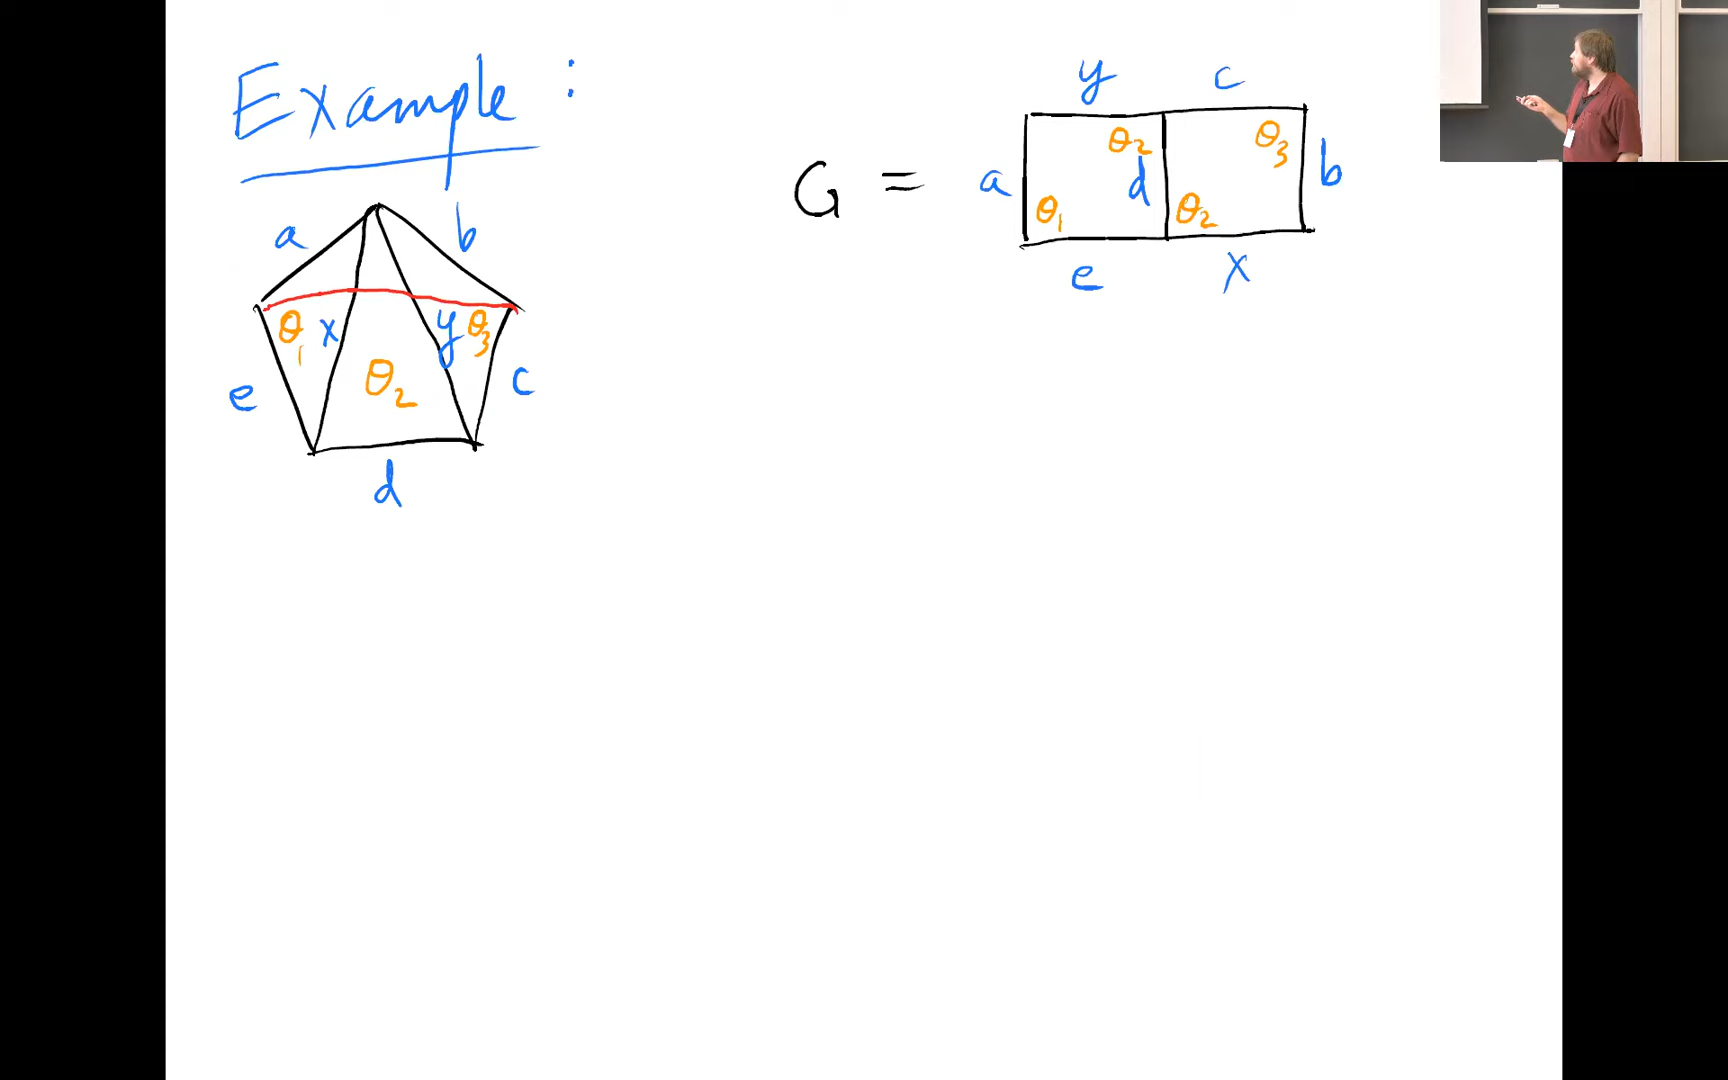 Example :
y c
G = a θ₂ d θ₃ b
θ₁ θ₂
e x
a b
θ₁ x y θ₃
e θ₂ c
d